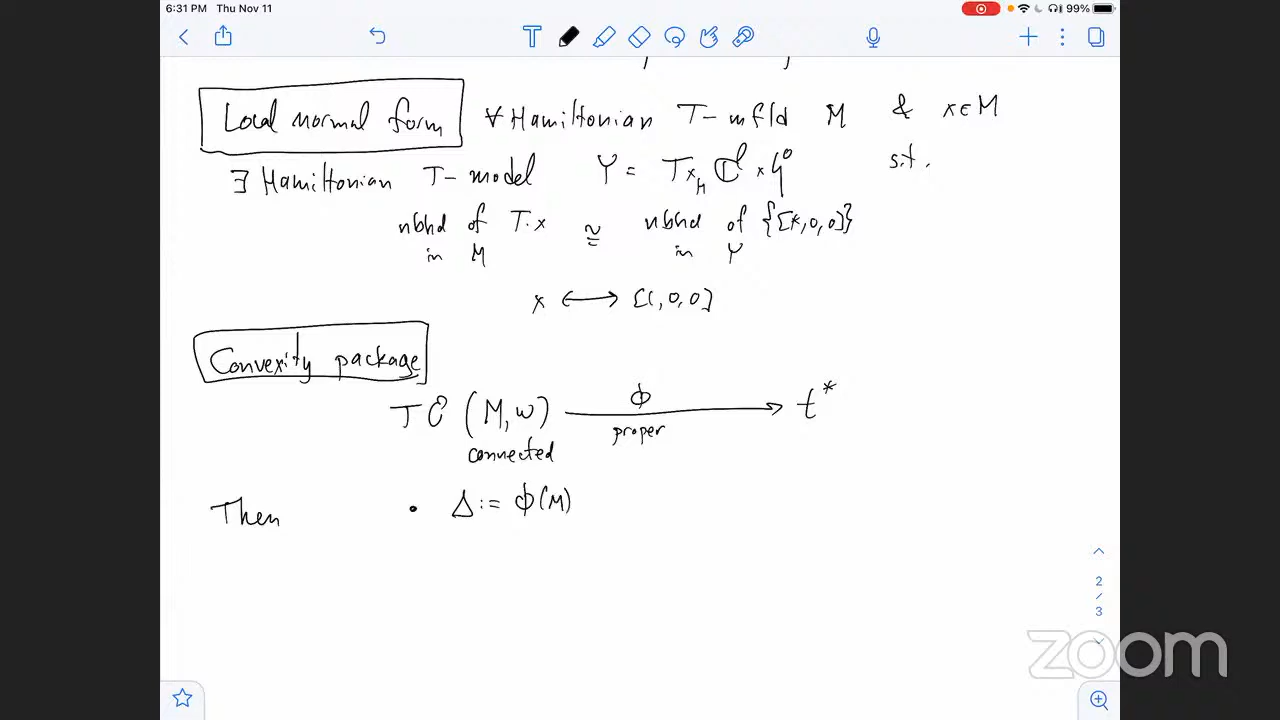 6:31 PM Thu Nov 11
99%
Local normal form ∀ Hamiltonian T-mfld M & x∈M
∃ Hamiltonian T-model Y = T×_H ℂ^l × 𝔥^0 s.t.
nbhd of T·x ≅ nbhd of {[*,0,0]}
in M in Y
x ⟷ [1,0,0]
Convexity package
T ↻ (M,ω) ⟶ t*
Φ
proper
connected
Then • Δ := Φ(M)
2
/
3
zoom